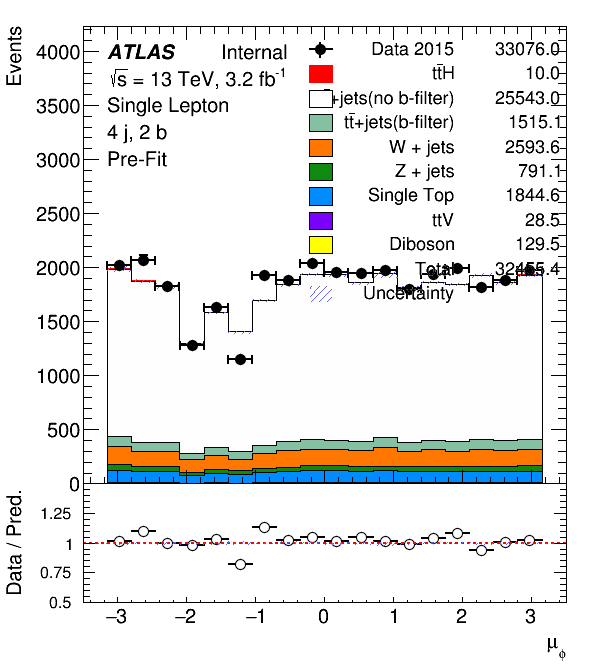 Events
4000
3500
3000
2500
2000
1500
1000
500
0
ATLAS Internal
√s = 13 TeV, 3.2 fb⁻¹
Single Lepton
4 j, 2 b
Pre-Fit
Data 2015 33076.0
tt̄H 10.0
+jets(no b-filter) 25543.0
tt̄+jets(b-filter) 1515.1
W + jets 2593.6
Z + jets 791.1
Single Top 1844.6
ttV 28.5
Diboson 129.5
Total 32455.4
Uncertainty
Data / Pred.
1.25
1
0.75
0.5
−3 −2 −1 0 1 2 3
μϕ